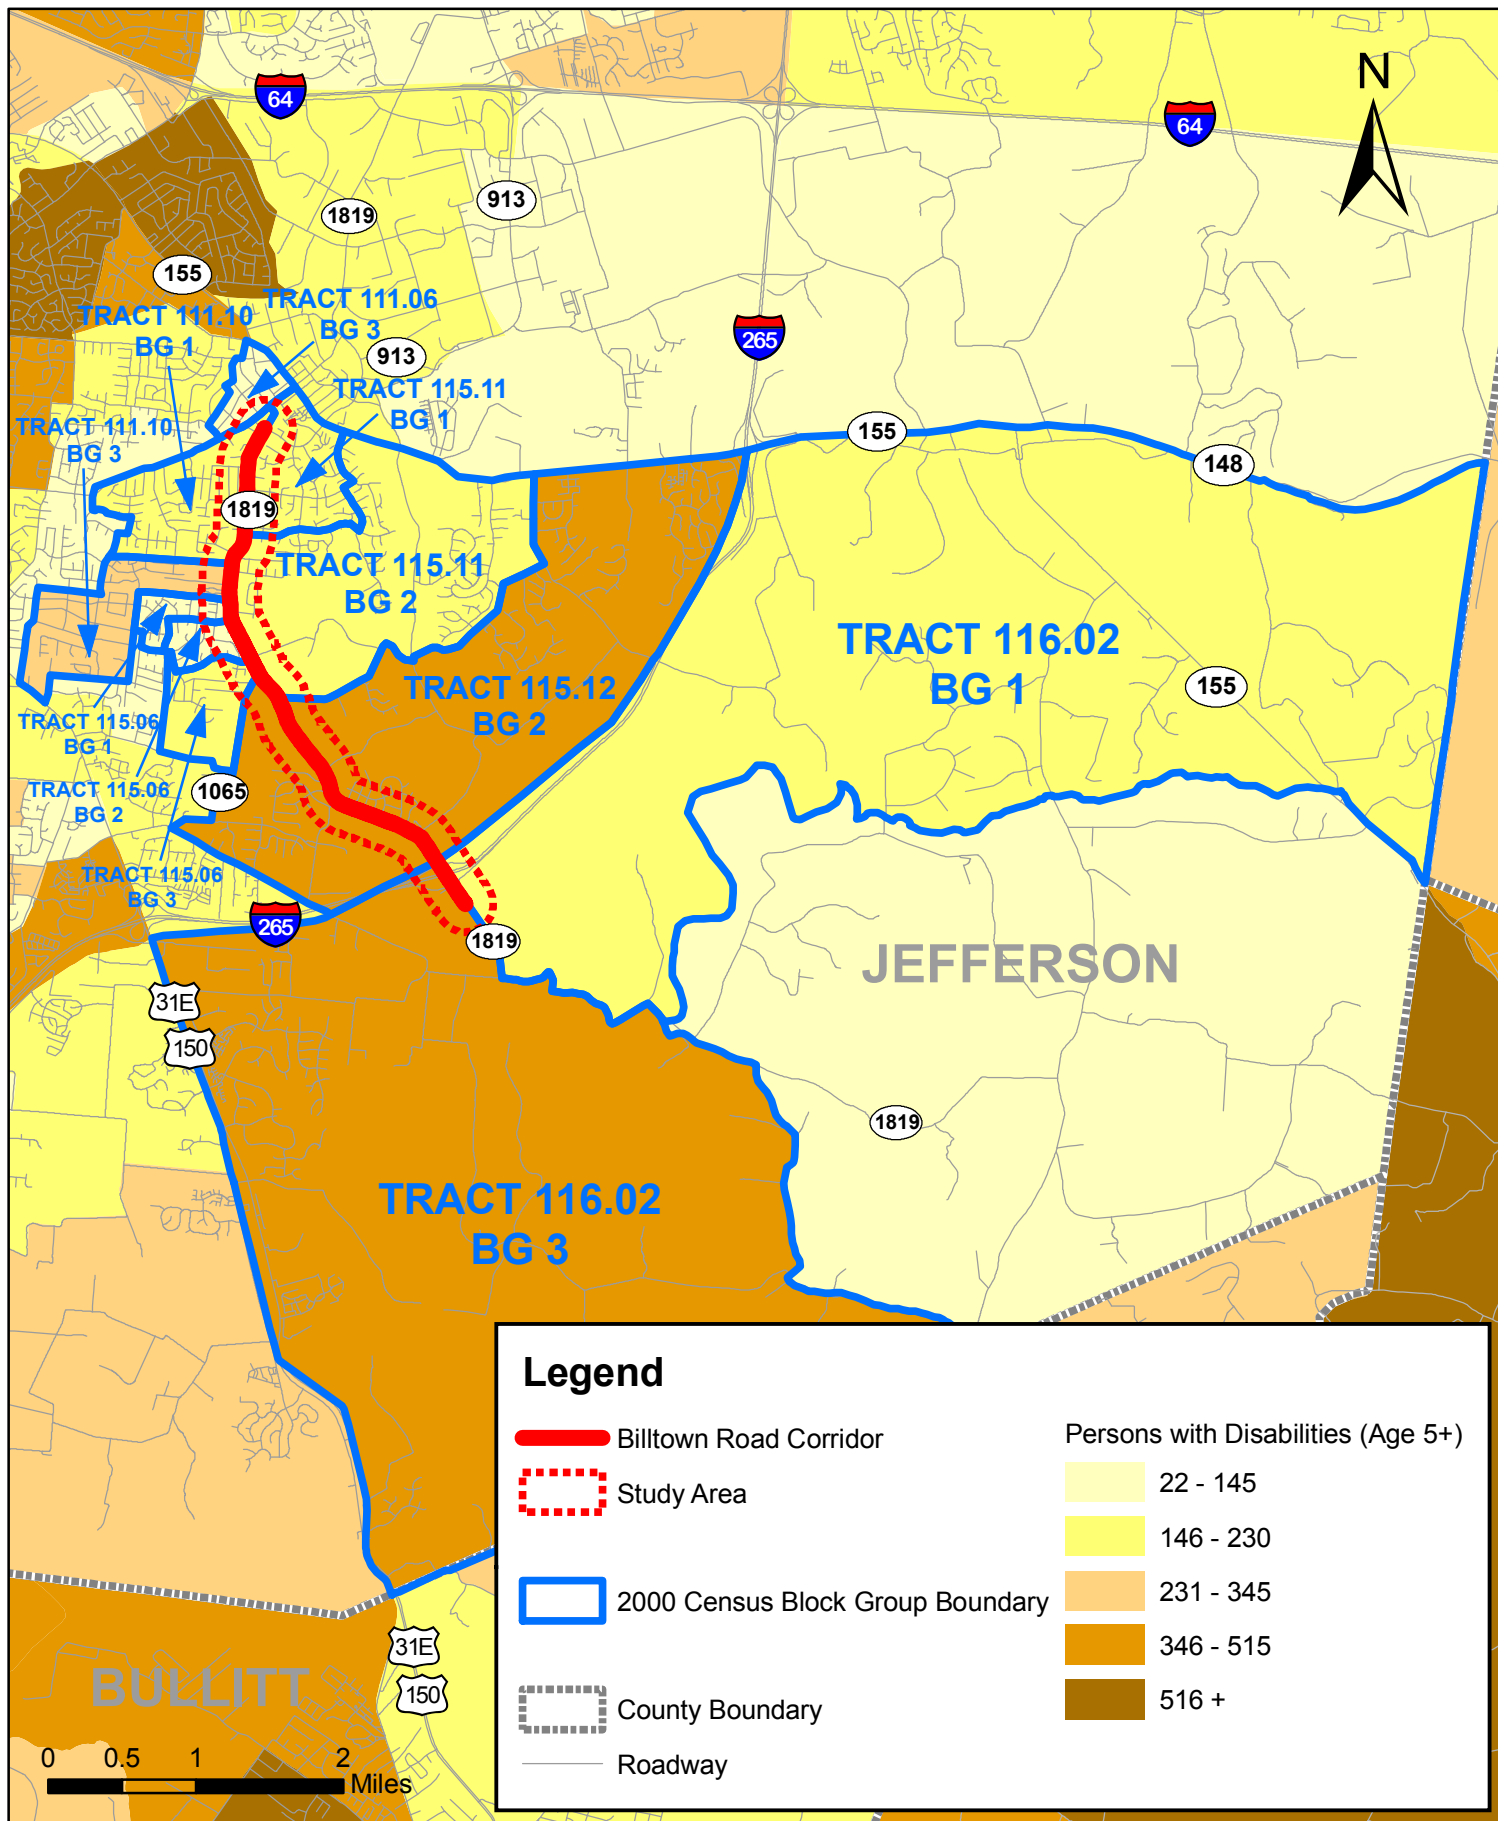 N
64
64
1819
913
155
TRACT 111.06
BG 3
TRACT 111.10
BG 1
265
913
TRACT 115.11
BG 1
TRACT 111.10
BG 3
155
148
1819
TRACT 115.11
BG 2
TRACT 116.02
BG 1
155
TRACT 115.12
BG 2
TRACT 115.06
BG 1
TRACT 115.06
BG 2
1065
TRACT 115.06
BG 3
265
1819
JEFFERSON
31E
150
1819
TRACT 116.02
BG 3
Legend
Billtown Road Corridor
Study Area
2000 Census Block Group Boundary
County Boundary
Roadway
Persons with Disabilities (Age 5+)
22 - 145
146 - 230
231 - 345
346 - 515
516 +
31E
150
BULLITT
0 0.5 1 2
Miles